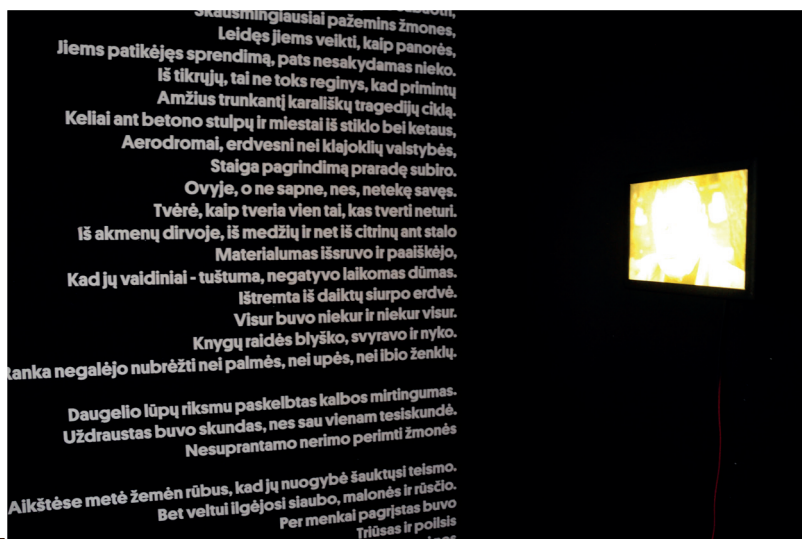 Skausmingiausiai pažemins žmones,
Leidęs jiems veikti, kaip panorės,
Jiems patikėjęs sprendimą, pats nesakydamas nieko.
Iš tikrųjų, tai ne toks reginys, kad primintų
Amžius trunkantį karališkų tragedijų ciklą.
Keliai ant betono stulpų ir miestai iš stiklo bei ketaus,
Aerodromai, erdvesni nei klajoklių valstybės,
Staiga pagrindimą praradę subiro.
Ovyje, o ne sapne, nes, netekę savęs.
Tvėrė, kaip tveria vien tai, kas tverti neturi.
Iš akmenų dirvoje, iš medžių ir net iš citrinų ant stalo
Materialumas išsruvo ir paaiškėjo,
Kad jų vaidiniai - tuštuma, negatyvo laikomas dūmas.
Ištremta iš daiktų siurpo erdvė.
Visur buvo niekur ir niekur visur.
Knygų raidės blyško, svyravo ir nyko.
Ranka negalėjo nubrėžti nei palmės, nei upės, nei ibio ženklų.
Daugelio lūpų riksmu paskelbtas kalbos mirtingumas.
Uždraustas buvo skundas, nes sau vienam tesiskundė.
Nesuprantamo nerimo perimti žmonės
Aikštėse metė žemėn rūbus, kad jų nuogybė šauktųsi teismo.
Bet veltui ilgėjosi siaubo, malonės ir rūsčio.
Per menkai pagrįstas buvo
Triūsas ir poilsis